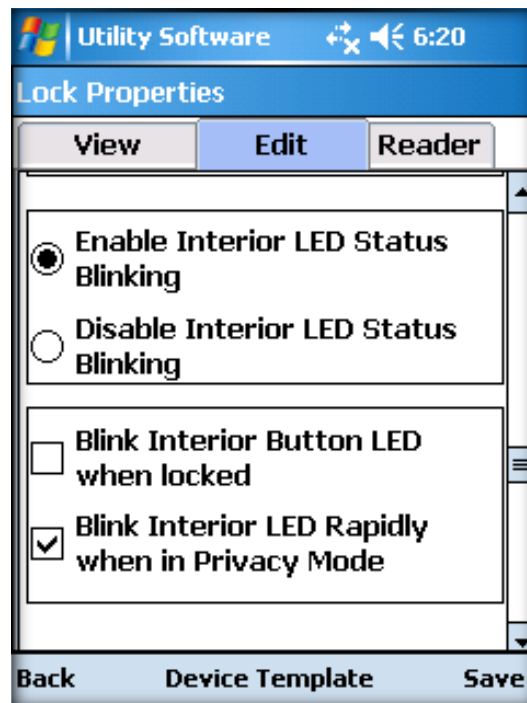 Utility Software 6:20
Lock Properties
View Edit Reader
Enable Interior LED Status
Blinking
Disable Interior LED Status
Blinking
Blink Interior Button LED
when locked
Blink Interior LED Rapidly
when in Privacy Mode
Back Device Template Save